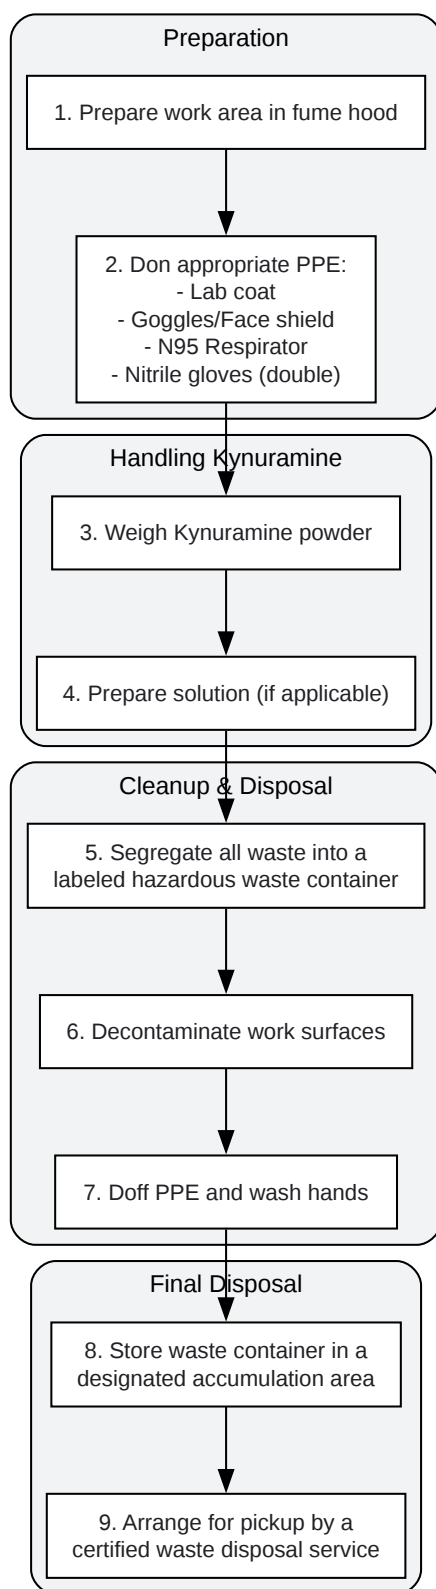 Preparation
1. Prepare work area in fume hood
2. Don appropriate PPE:
- Lab coat
- Goggles/Face shield
- N95 Respirator
- Nitrile gloves (double)
Handling Kynuramine
3. Weigh Kynuramine powder
4. Prepare solution (if applicable)
Cleanup & Disposal
5. Segregate all waste into a
labeled hazardous waste container
6. Decontaminate work surfaces
7. Doff PPE and wash hands
Final Disposal
8. Store waste container in a
designated accumulation area
9. Arrange for pickup by a
certified waste disposal service